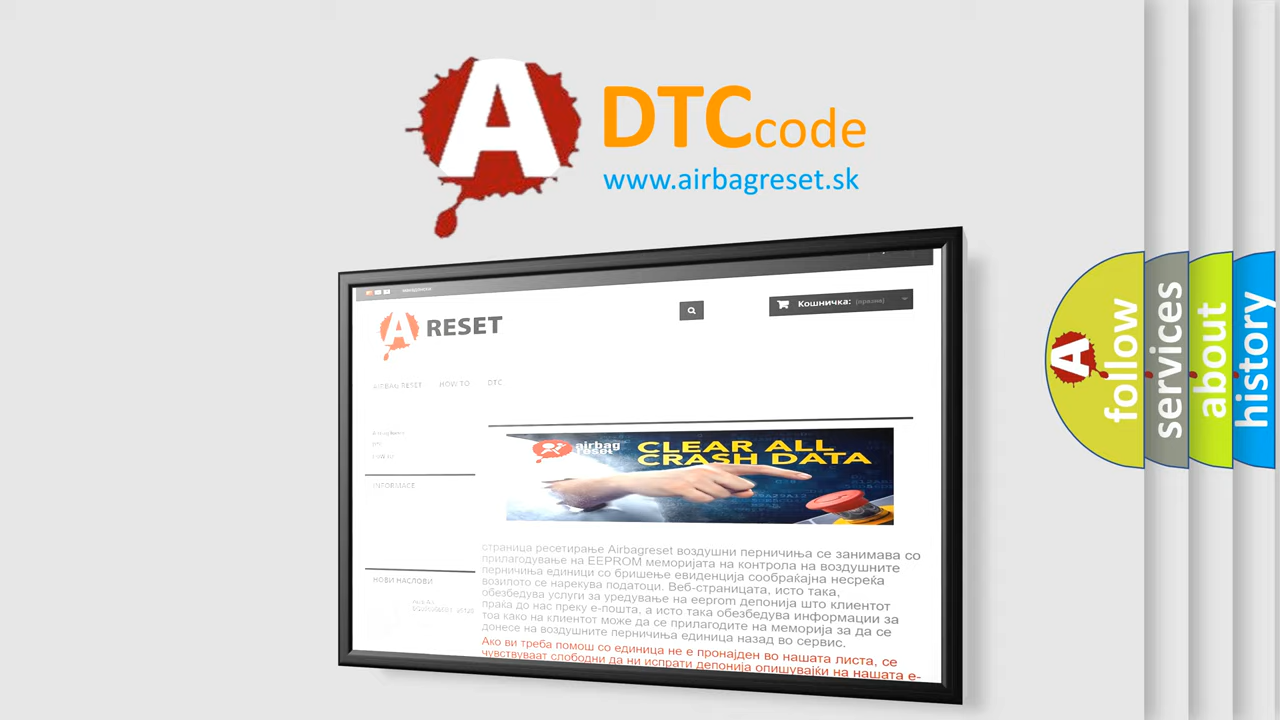 A
DTCcode
www.airbagreset.sk
Кошничка: (празна)
A RESET
AIRBAG RESET HOW TO DTC
airbag reset
CLEAR ALL
CRASH DATA
INFORMACE
страница ресетирање Airbagreset воздушни перничиња се занимава со
прилагодување на EEPROM меморијата на контрола на воздушните
перничиња единици со бришење евиденција сообраќајна несреќа
возилото се нарекува податоци. Веб-страницата, исто така,
обезбедува услуги за уредување на eeprom депонија што клиентот
праќа до нас преку е-пошта, а исто така обезбедува информации за
тоа како на клиентот може да се прилагодите на меморија за да се
донесе на воздушните перничиња единица назад во сервис.
Ако ви треба помош со единица не е пронајден во нашата листа, се
чувствуваат слободни да ни испрати депонија опишувајќи на нашата е-
НОВИ НАСЛОВИ
A
follow
services
about
history